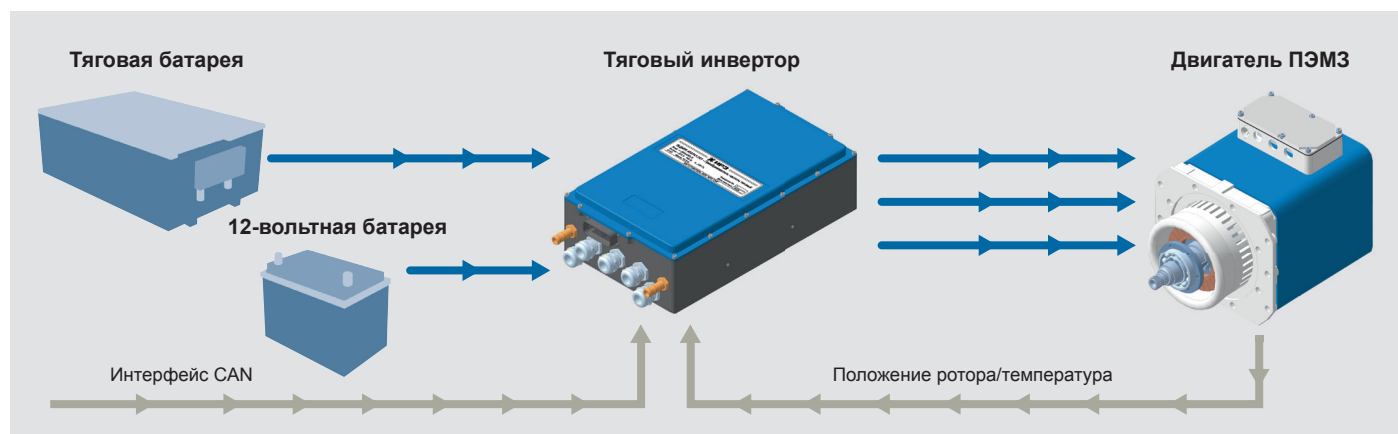 Тяговая батарея
Тяговый инвертор
Двигатель ПЭМЗ
12-вольтная батарея
Интерфейс CAN
Положение ротора/температура